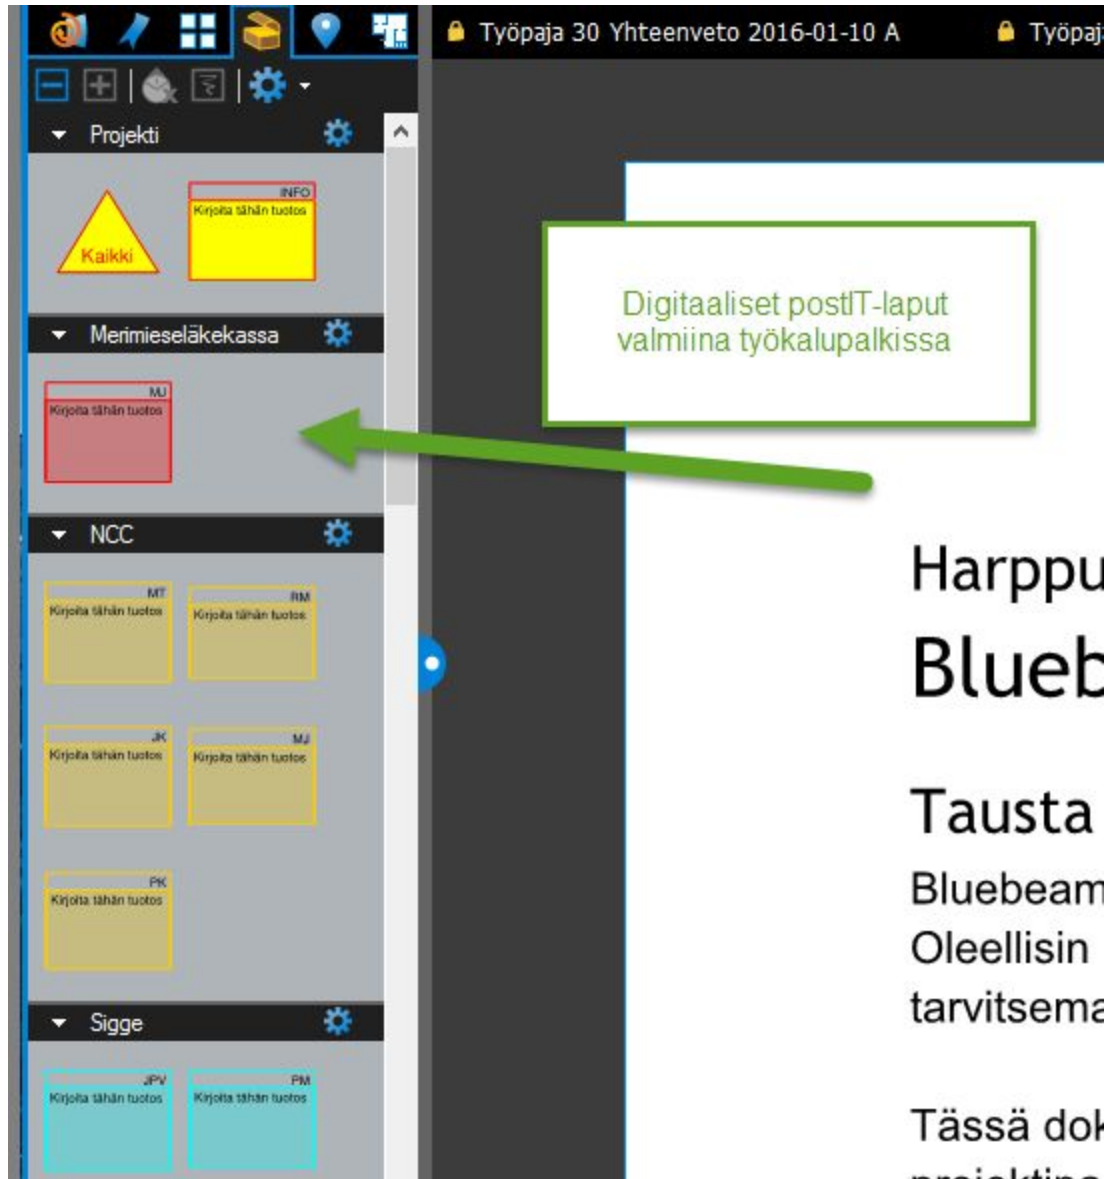 Työpaja 30 Yhteenveto 2016-01-10 A
Työpaj
Projekti
Kaikki
INFO
Kirjoita tähän tuotos
Merimieseläkekassa
MJ
Kirjoita tähän tuotos
NCC
MT
Kirjoita tähän tuotos
RM
Kirjoita tähän tuotos
JK
Kirjoita tähän tuotos
MJ
Kirjoita tähän tuotos
PK
Kirjoita tähän tuotos
Sigge
JPV
Kirjoita tähän tuotos
PM
Kirjoita tähän tuotos
Digitaaliset postIT-laput
valmiina työkalupalkissa
Harppu
Blueb
Tausta
Bluebeam
Oleellisin
tarvitsema
Tässä dok